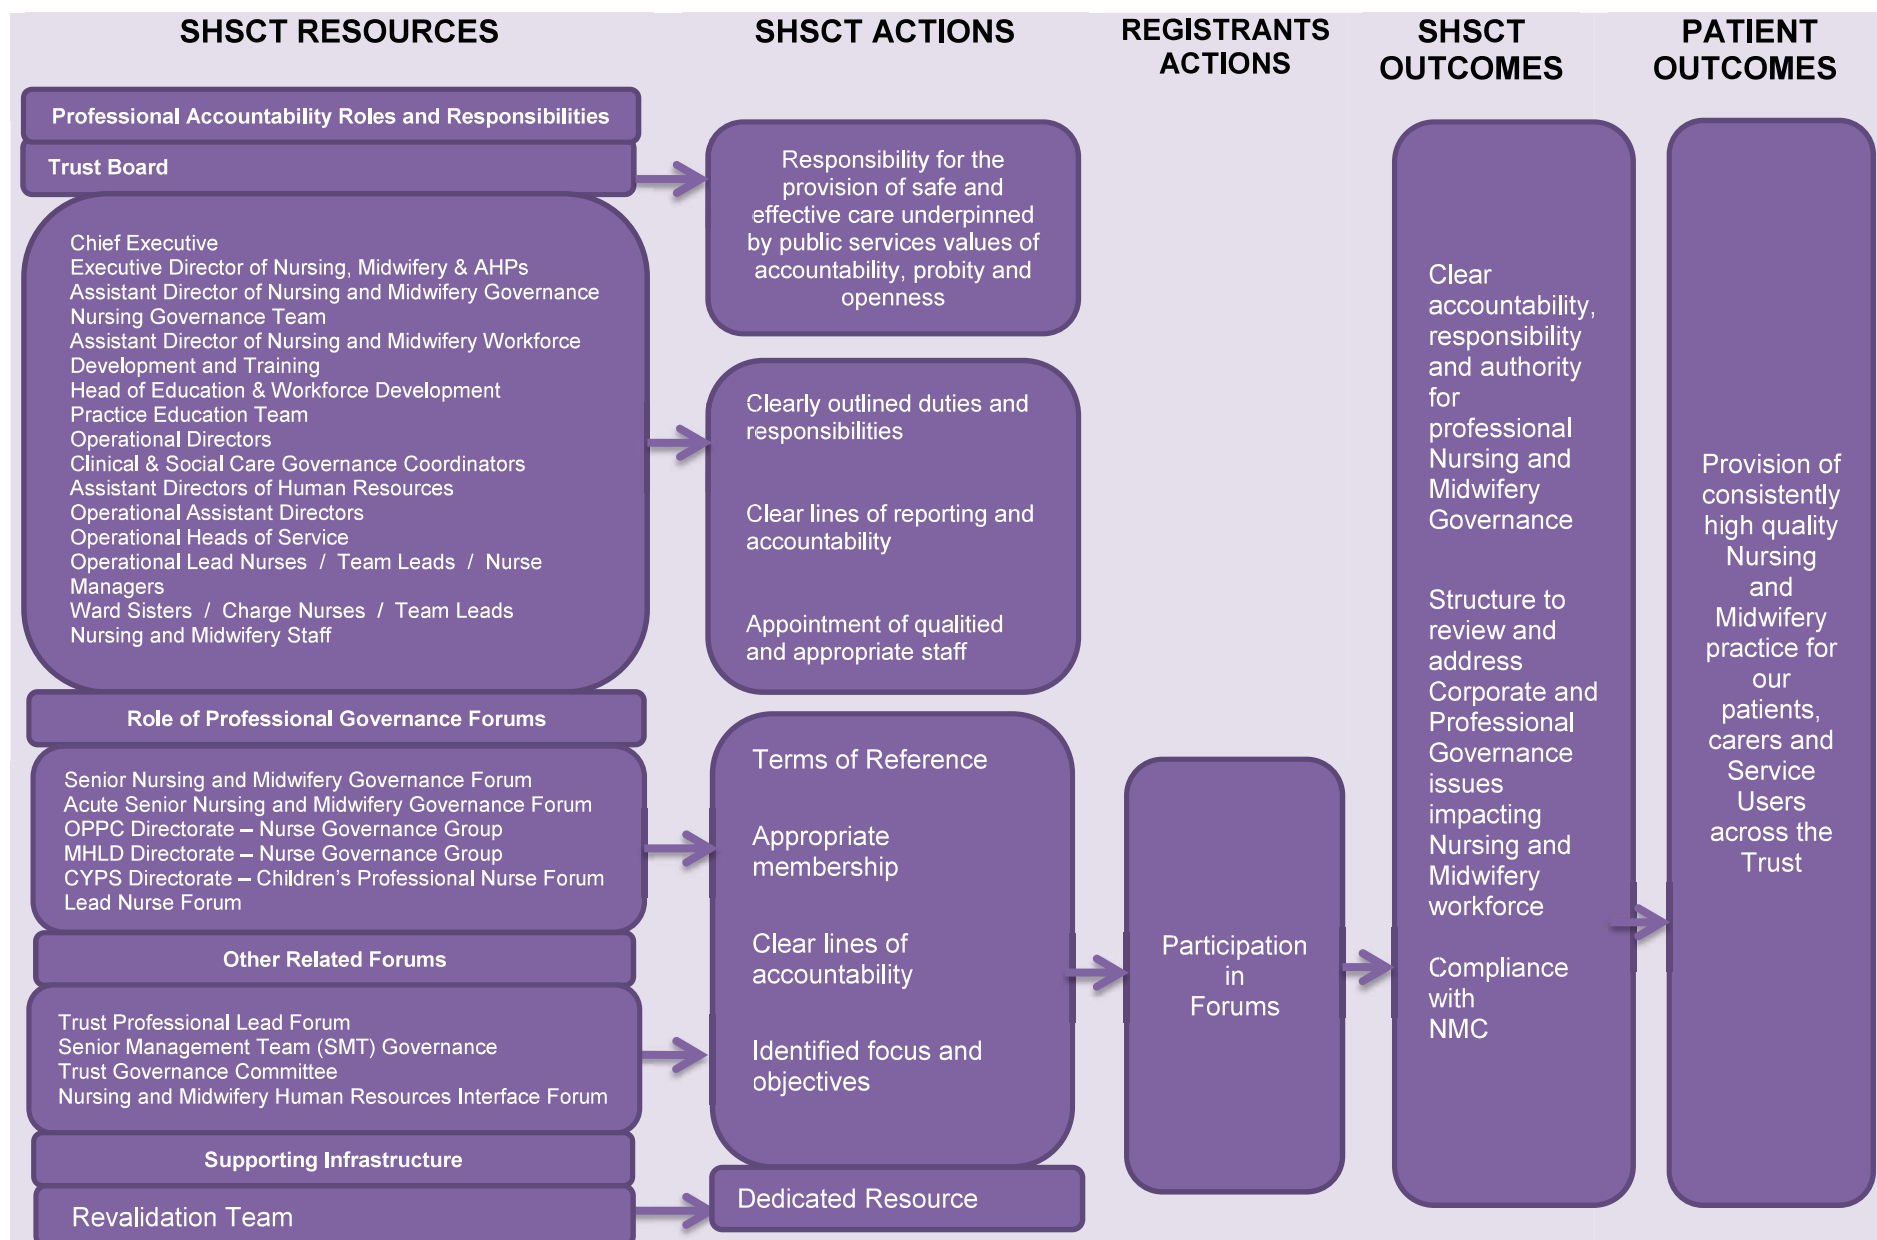 SHSCT RESOURCES
Professional Accountability Roles and Responsibilities
Trust Board
Chief Executive
Executive Director of Nursing, Midwifery & AHPs
Assistant Director of Nursing and Midwifery Governance
Nursing Governance Team
Assistant Director of Nursing and Midwifery Workforce
Development and Training
Head of Education & Workforce Development
Practice Education Team
Operational Directors
Clinical & Social Care Governance Coordinators
Assistant Directors of Human Resources
Operational Assistant Directors
Operational Heads of Service
Operational Lead Nurses / Team Leads / Nurse
Managers
Ward Sisters / Charge Nurses / Team Leads
Nursing and Midwifery Staff
Role of Professional Governance Forums
Senior Nursing and Midwifery Governance Forum
Acute Senior Nursing and Midwifery Governance Forum
OPPC Directorate – Nurse Governance Group
MHLD Directorate – Nurse Governance Group
CYPS Directorate – Children’s Professional Nurse Forum
Lead Nurse Forum
Other Related Forums
Trust Professional Lead Forum
Senior Management Team (SMT) Governance
Trust Governance Committee
Nursing and Midwifery Human Resources Interface Forum
Supporting Infrastructure
Revalidation Team
SHSCT ACTIONS
Responsibility for the
provision of safe and
effective care underpinned
by public services values of
accountability, probity and
openness
Clearly outlined duties and
responsibilities
Clear lines of reporting and
accountability
Appointment of qualitied
and appropriate staff
Terms of Reference
Appropriate
membership
Clear lines of
accountability
Identified focus and
objectives
Dedicated Resource
REGISTRANTS
ACTIONS
Participation
in
Forums
SHSCT
OUTCOMES
Clear
accountability,
responsibility
and authority
for
professional
Nursing and
Midwifery
Governance
Structure to
review and
address
Corporate and
Professional
Governance
issues
impacting
Nursing and
Midwifery
workforce
Compliance
with
NMC
PATIENT
OUTCOMES
Provision of
consistently
high quality
Nursing
and
Midwifery
practice for
our
patients,
carers and
Service
Users
across the
Trust